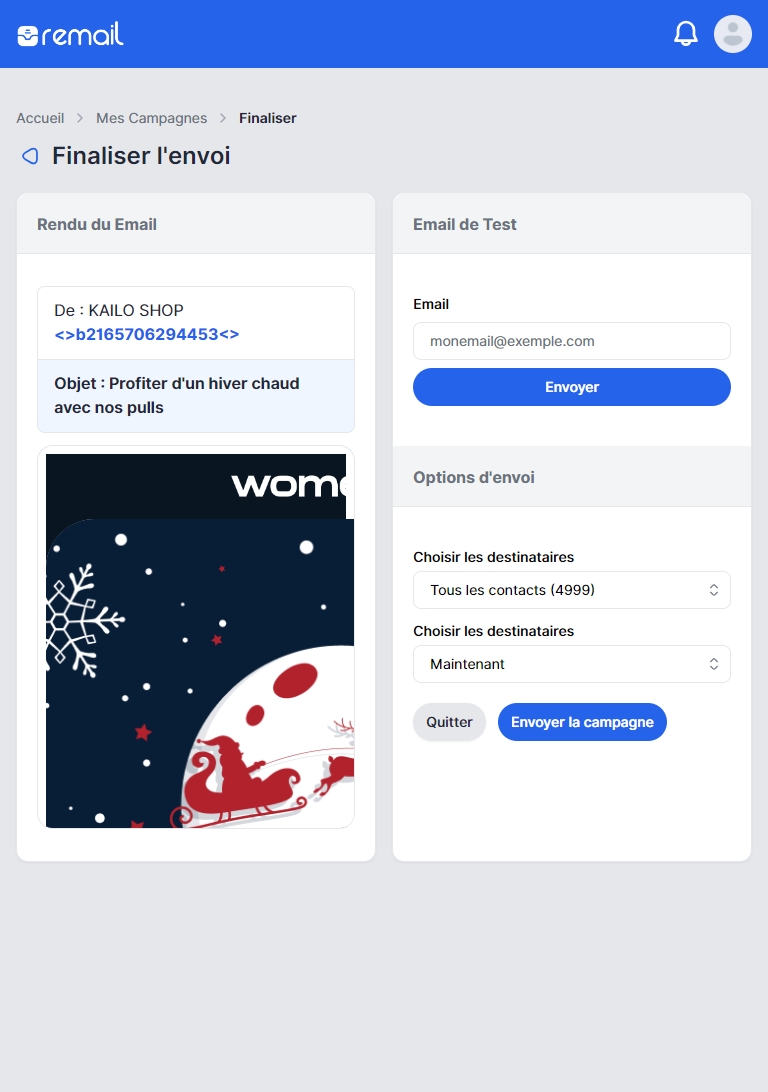 remail
Accueil > Mes Campagnes > Finaliser
Finaliser l'envoi
Rendu du Email
De : KAILO SHOP
<>b2165706294453<>
Objet : Profiter d'un hiver chaud
avec nos pulls
Email de Test
Email
monemail@exemple.com
Envoyer
Options d'envoi
Choisir les destinataires
Tous les contacts (4999)
Choisir les destinataires
Maintenant
Quitter
Envoyer la campagne